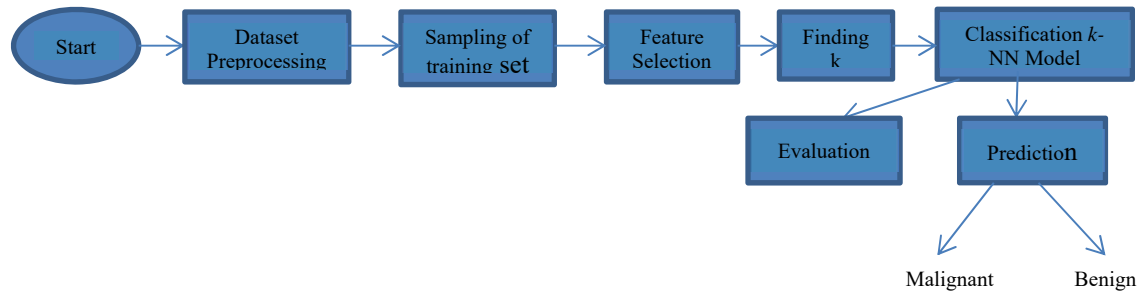 Start
Dataset
Preprocessing
Sampling of
training set
Feature
Selection
Finding
k
Classification k-
NN Model
Evaluation
Prediction
Malignant
Benign